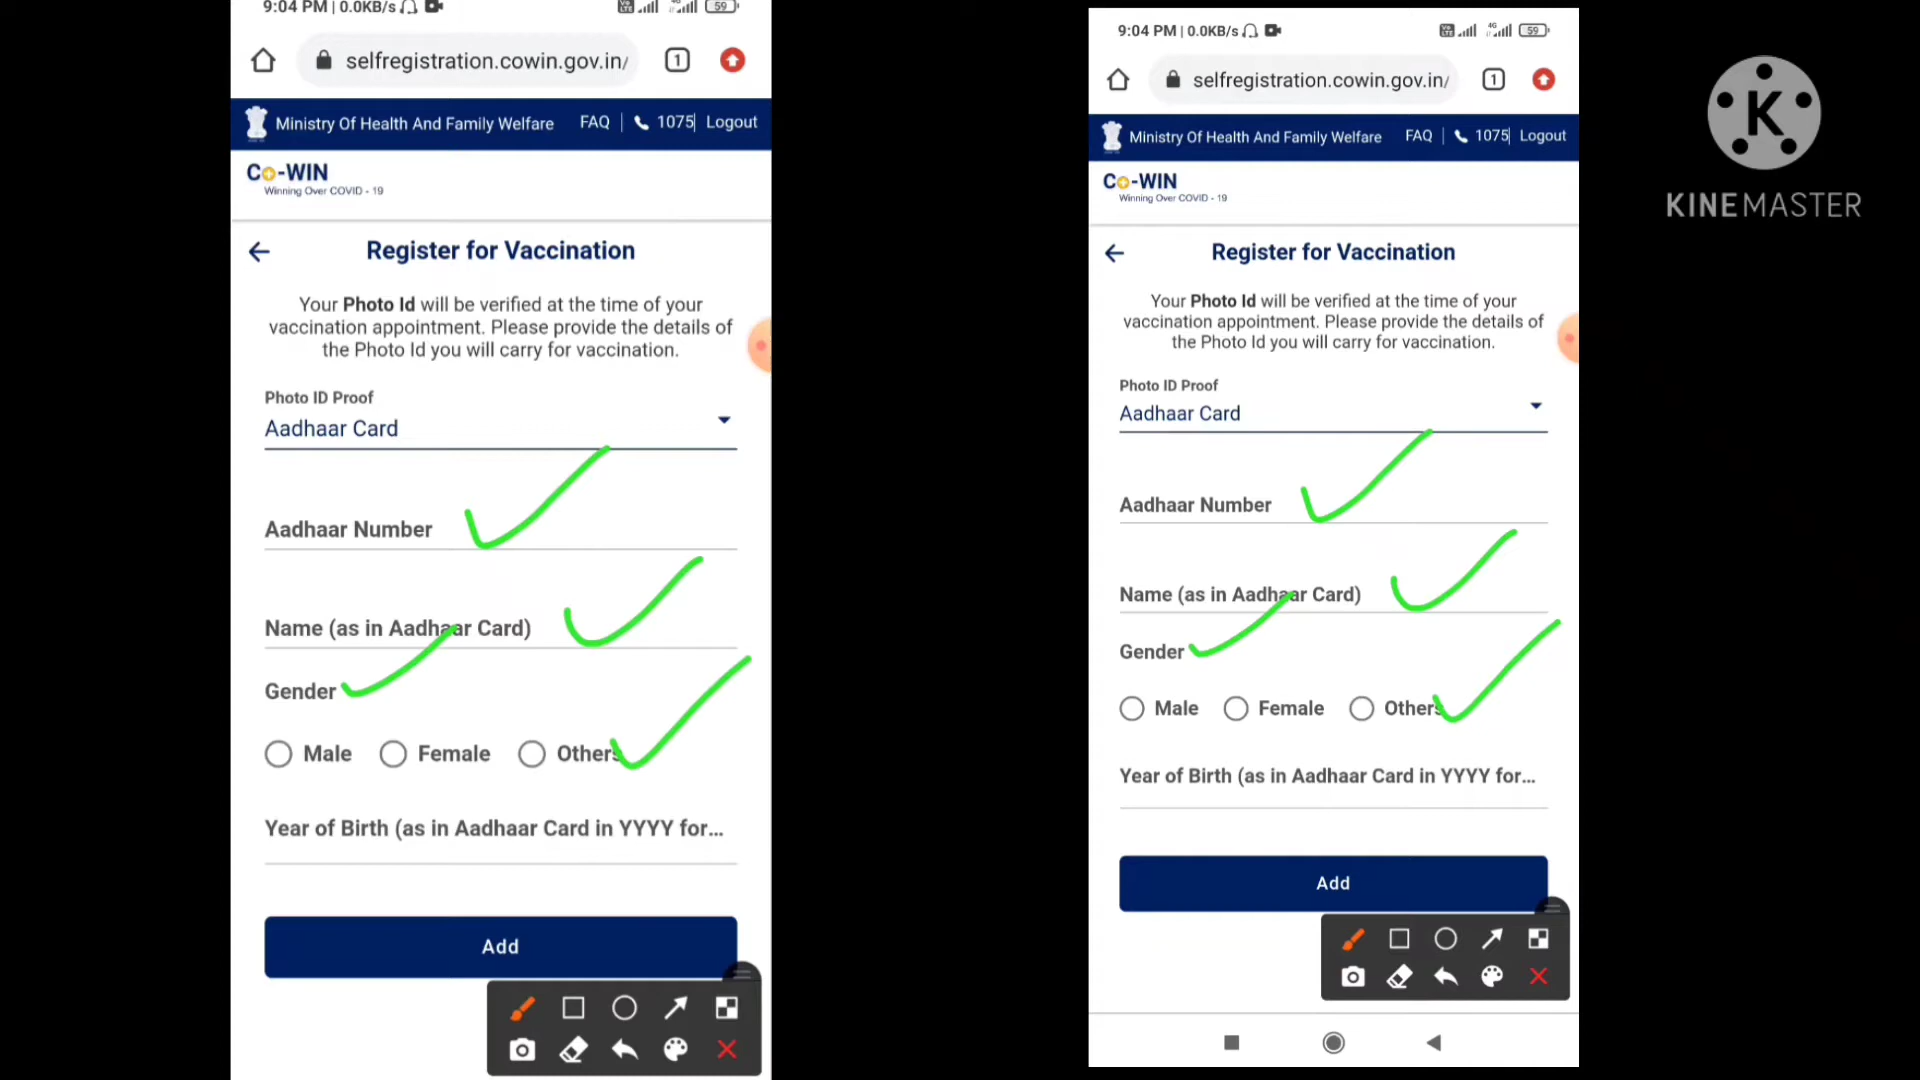 9:04 PM | 0.0KB/s
59
selfregistration.cowin.gov.in/
1
Ministry Of Health And Family Welfare
FAQ
1075
Logout
Co-WIN
Winning Over COVID - 19
Register for Vaccination
Your Photo Id will be verified at the time of your
vaccination appointment. Please provide the details of
the Photo Id you will carry for vaccination.
Photo ID Proof
Aadhaar Card
Aadhaar Number
Name (as in Aadhaar Card)
Gender
Male
Female
Others
Year of Birth (as in Aadhaar Card in YYYY for...
Add
9:04 PM | 0.0KB/s
4G
59
selfregistration.cowin.gov.in/
1
Ministry Of Health And Family Welfare
FAQ
1075
Logout
Co-WIN
Winning Over COVID - 19
Register for Vaccination
Your Photo Id will be verified at the time of your
vaccination appointment. Please provide the details of
the Photo Id you will carry for vaccination.
Photo ID Proof
Aadhaar Card
Aadhaar Number
Name (as in Aadhaar Card)
Gender
Male
Female
Others
Year of Birth (as in Aadhaar Card in YYYY for...
Add
K
KINEMASTER